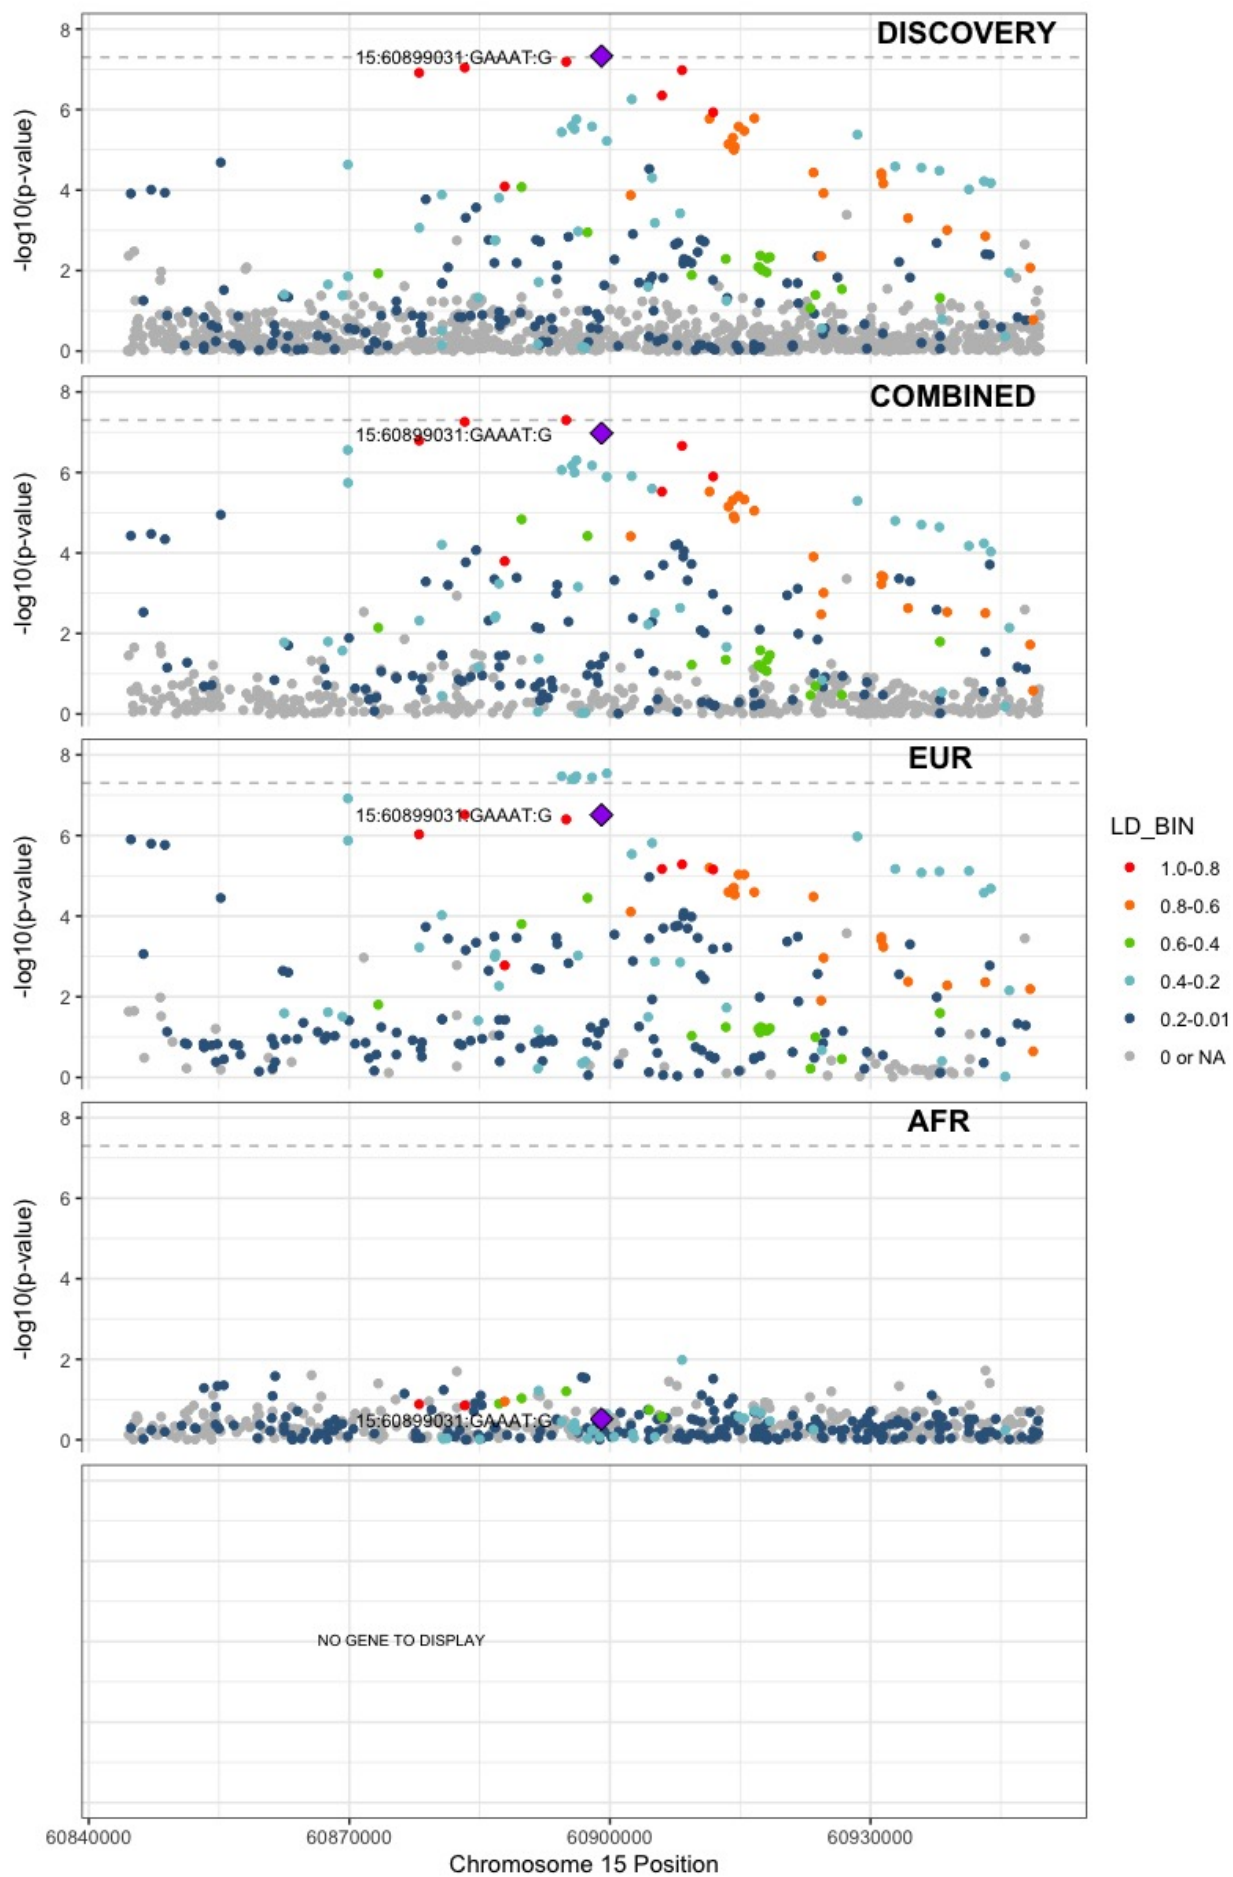 DISCOVERY
8
6
4
2
0
-log10(p-value)
15:60899031:GAAAT:G
COMBINED
8
6
4
2
0
-log10(p-value)
15:60899031:GAAAT:G
EUR
8
6
4
2
0
-log10(p-value)
15:60899031:GAAAT:G
LD_BIN
1.0-0.8
0.8-0.6
0.6-0.4
0.4-0.2
0.2-0.01
0 or NA
AFR
8
6
4
2
0
-log10(p-value)
15:60899031:GAAAT:G
NO GENE TO DISPLAY
60840000
60870000
60900000
60930000
Chromosome 15 Position